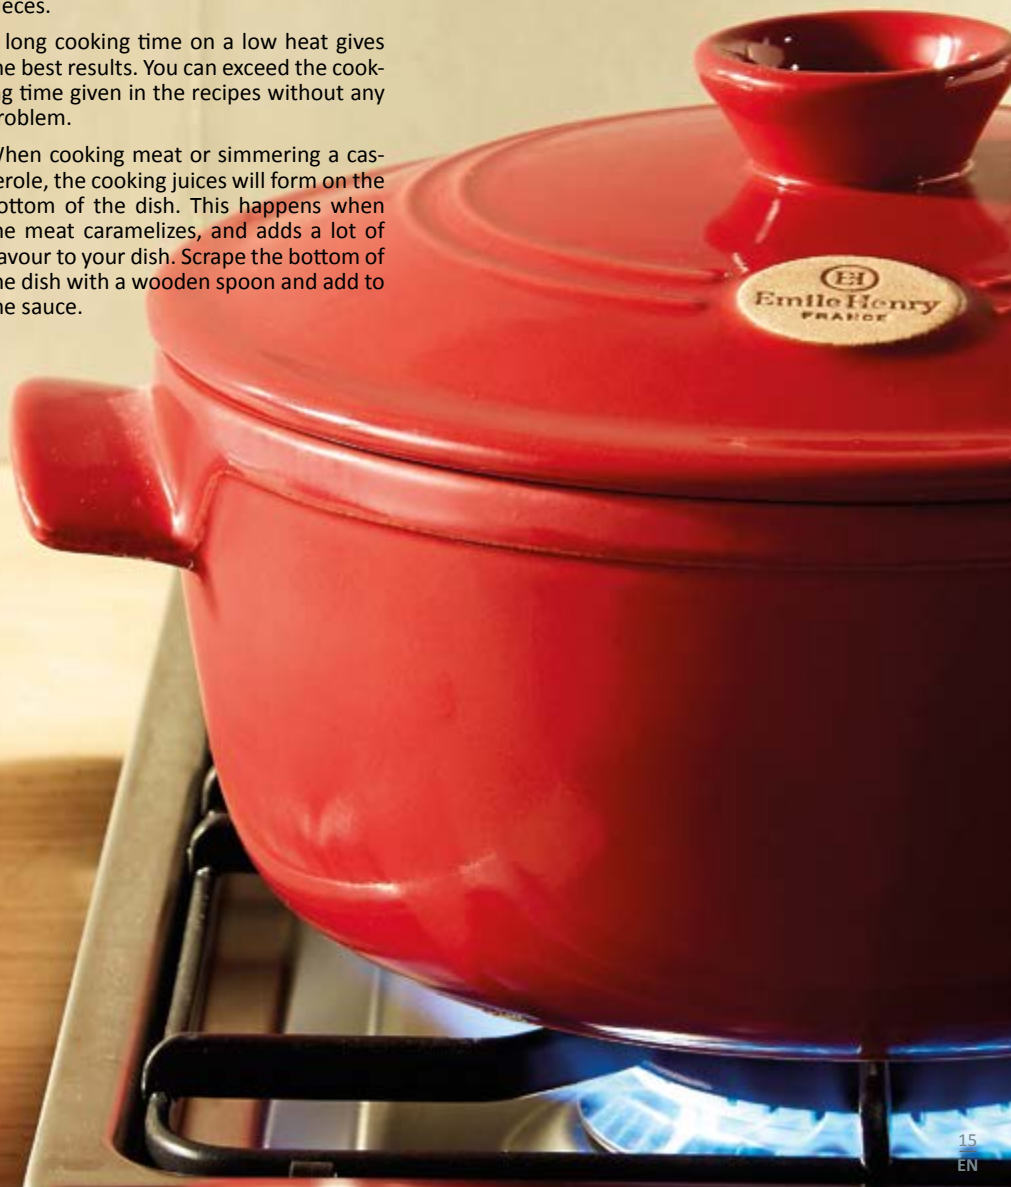 eces.
long cooking time on a low heat gives
he best results. You can exceed the cook-
g time given in the recipes without any
roblem.
When cooking meat or simmering a cas-
erole, the cooking juices will form on the
ottom of the dish. This happens when
he meat caramelizes, and adds a lot of
avour to your dish. Scrape the bottom of
he dish with a wooden spoon and add to
he sauce.
EH
Emile Henry
FRANCE
15
EN